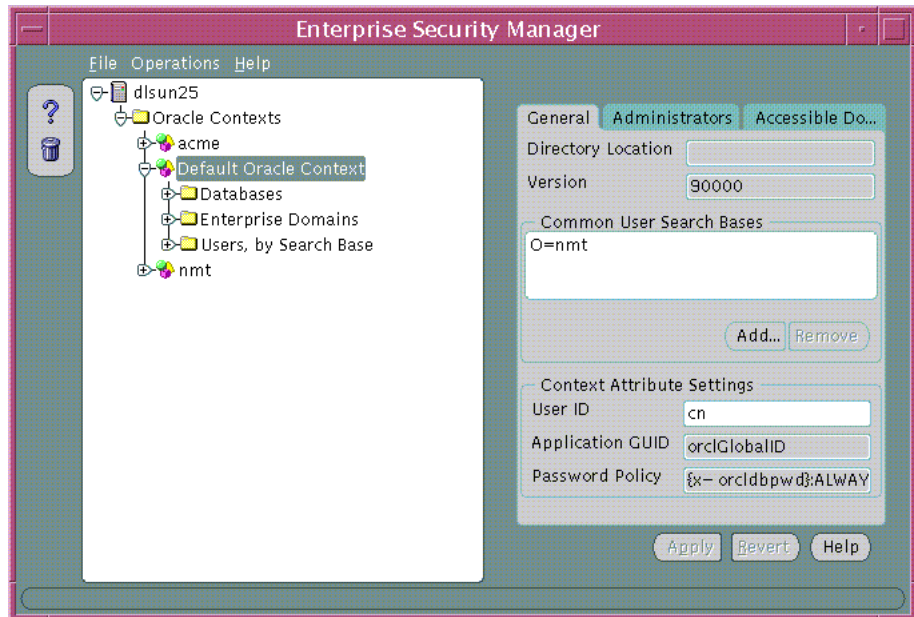 Enterprise Security Manager
File Operations Help
dlsun25
Oracle Contexts
acme
Default Oracle Context
Databases
Enterprise Domains
Users, by Search Base
nmt
General Administrators Accessible Do...
Directory Location
Version 90000
Common User Search Bases
O=nmt
Add... Remove
Context Attribute Settings
User ID cn
Application GUID orclGlobalID
Password Policy {x- orcldbpwd}:ALWAY
Apply Revert Help